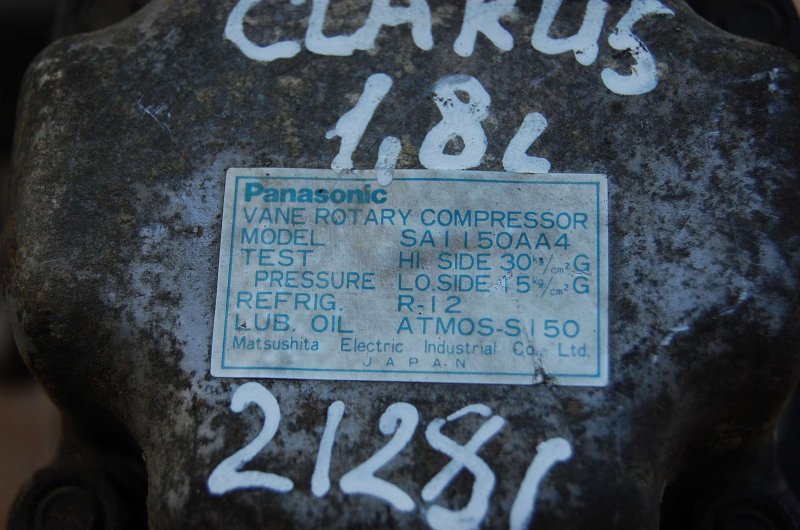 CLARUS
1,8L
Panasonic
VANE ROTARY COMPRESSOR
MODEL SA1150AA4
TEST HI. SIDE 30kg/cm²G
PRESSURE LO.SIDE 15kg/cm²G
REFRIG. R-12
LUB. OIL ATMOS-S150
Matsushita Electric Industrial Co., Ltd.
JAPAN
21281